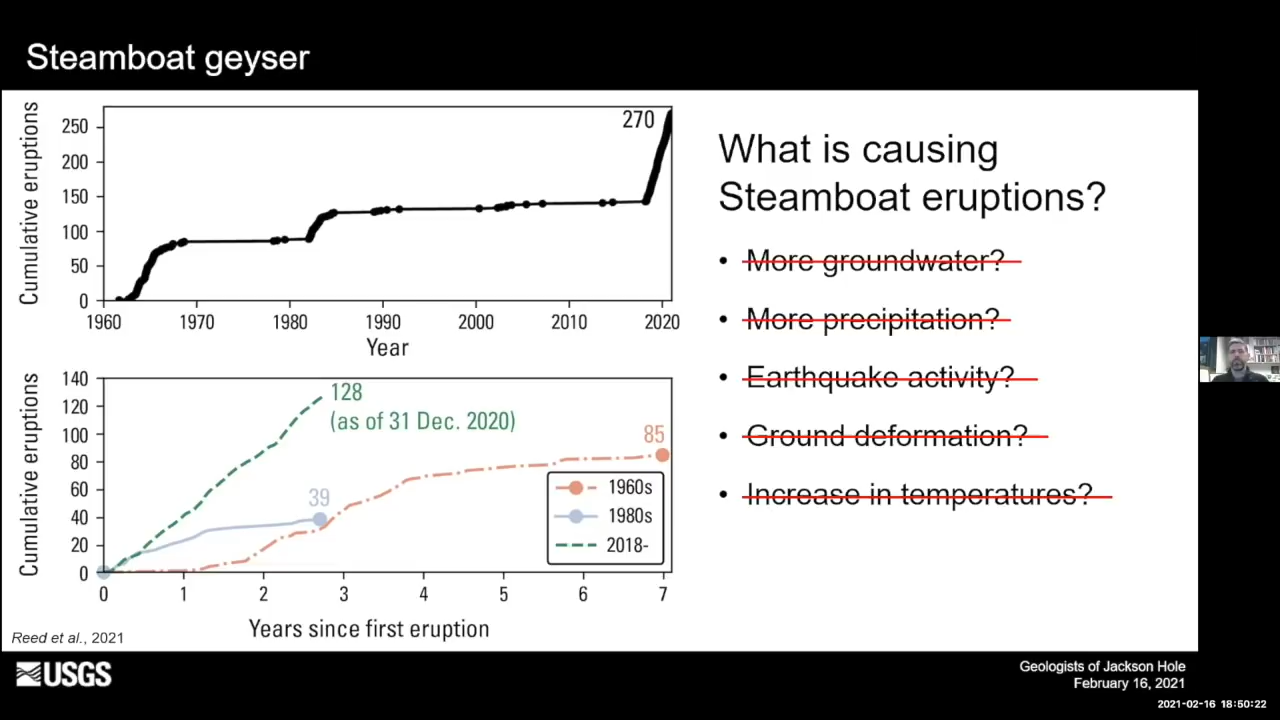 Steamboat geyser
Cumulative eruptions
250
200
150
100
50
0
270
1960
1970
1980
1990
2000
2010
2020
Year
Cumulative eruptions
140
120
100
80
60
40
20
0
128
(as of 31 Dec. 2020)
85
39
1960s
1980s
2018-
0
1
2
3
4
5
6
7
Years since first eruption
Reed et al., 2021
What is causing
Steamboat eruptions?
• More groundwater?
• More precipitation?
• Earthquake activity?
• Ground deformation?
• Increase in temperatures?
USGS
Geologists of Jackson Hole
February 16, 2021
2021-02-16 18:50:22